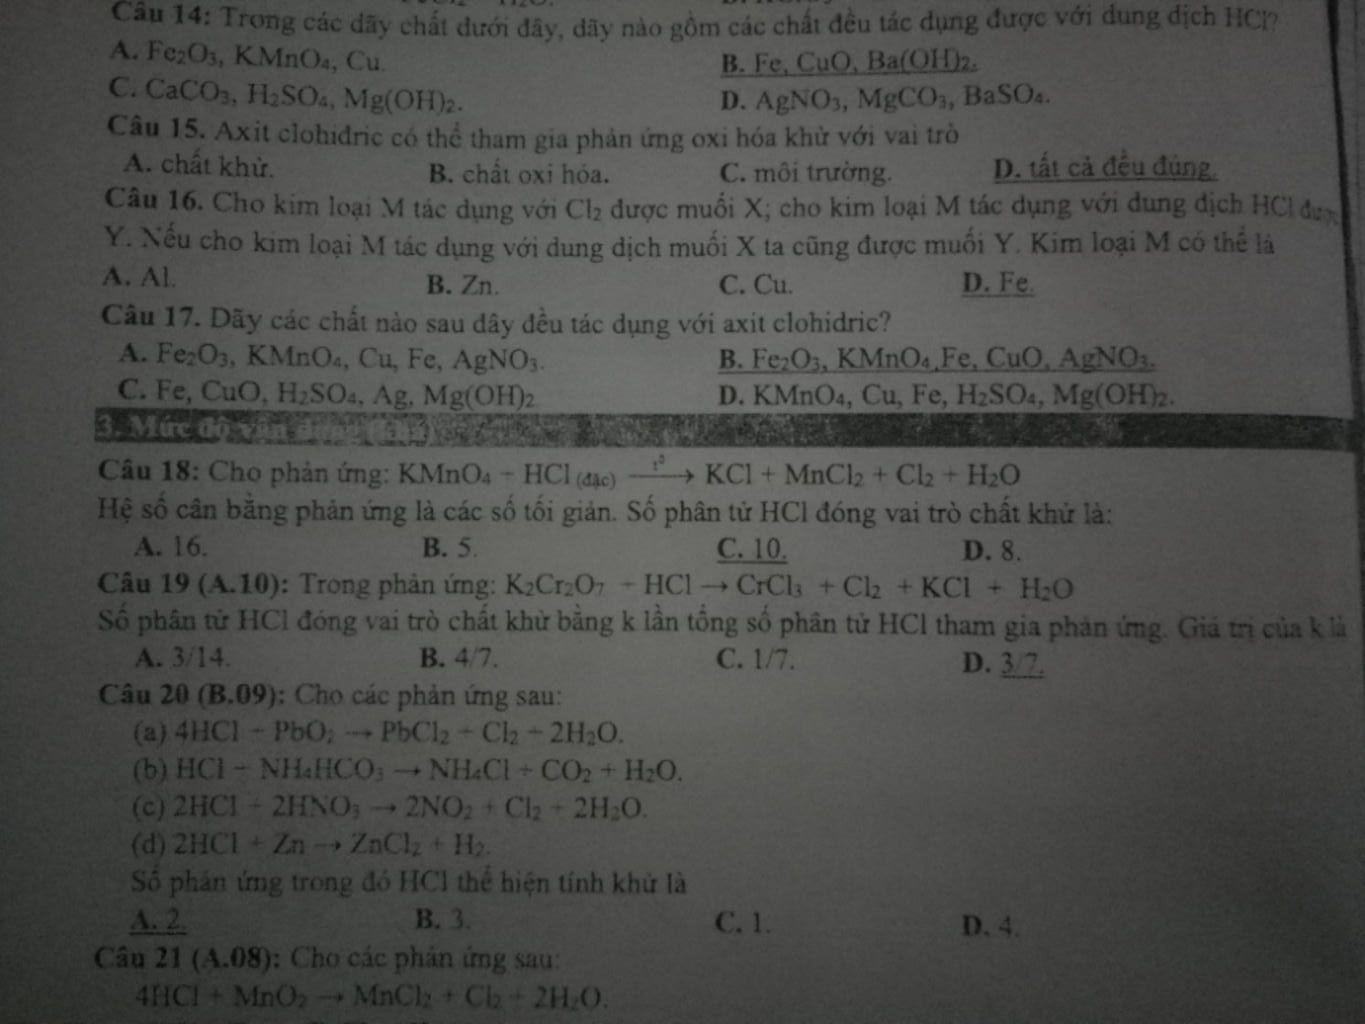 Câu 14: Trong các dãy chất dưới đây, dãy nào gồm các chất đều tác dụng được với dung dịch HCl?
A. Fe₂O₃, KMnO₄, Cu. B. Fe, CuO, Ba(OH)₂.
C. CaCO₃, H₂SO₄, Mg(OH)₂. D. AgNO₃, MgCO₃, BaSO₄.
Câu 15. Axit clohiđric có thể tham gia phản ứng oxi hóa khử với vai trò
A. chất khử. B. chất oxi hóa. C. môi trường. D. tất cả đều đúng.
Câu 16. Cho kim loại M tác dụng với Cl₂ được muối X; cho kim loại M tác dụng với dung dịch HCl được
Y. Nếu cho kim loại M tác dụng với dung dịch muối X ta cũng được muối Y. Kim loại M có thể là
A. Al. B. Zn. C. Cu. D. Fe.
Câu 17. Dãy các chất nào sau đây đều tác dụng với axit clohidric?
A. Fe₂O₃, KMnO₄, Cu, Fe, AgNO₃. B. Fe₂O₃, KMnO₄,Fe, CuO, AgNO₃.
C. Fe, CuO, H₂SO₄, Ag, Mg(OH)₂ D. KMnO₄, Cu, Fe, H₂SO₄, Mg(OH)₂.
3. Mức độ vận dụng
Câu 18: Cho phản ứng: KMnO₄ + HCl (đặc) t⁰→ KCl + MnCl₂ + Cl₂ + H₂O
Hệ số cân bằng phản ứng là các số tối giản. Số phân tử HCl đóng vai trò chất khử là:
A. 16. B. 5. C. 10. D. 8.
Câu 19 (A.10): Trong phản ứng: K₂Cr₂O₇ + HCl → CrCl₃ + Cl₂ + KCl + H₂O
Số phân tử HCl đóng vai trò chất khử bằng k lần tổng số phân tử HCl tham gia phản ứng. Giá trị của k là
A. 3/14. B. 4/7. C. 1/7. D. 3/7.
Câu 20 (B.09): Cho các phản ứng sau:
(a) 4HCl + PbO₂ → PbCl₂ + Cl₂ + 2H₂O.
(b) HCl + NH₄HCO₃ → NH₄Cl + CO₂ + H₂O.
(c) 2HCl + 2HNO₃ → 2NO₂ + Cl₂ + 2H₂O.
(d) 2HCl + Zn → ZnCl₂ + H₂.
Số phản ứng trong đó HCl thể hiện tính khử là
A. 2. B. 3. C. 1. D. 4.
Câu 21 (A.08): Cho các phản ứng sau:
4HCl + MnO₂ → MnCl₂ + Cl₂ + 2H₂O.